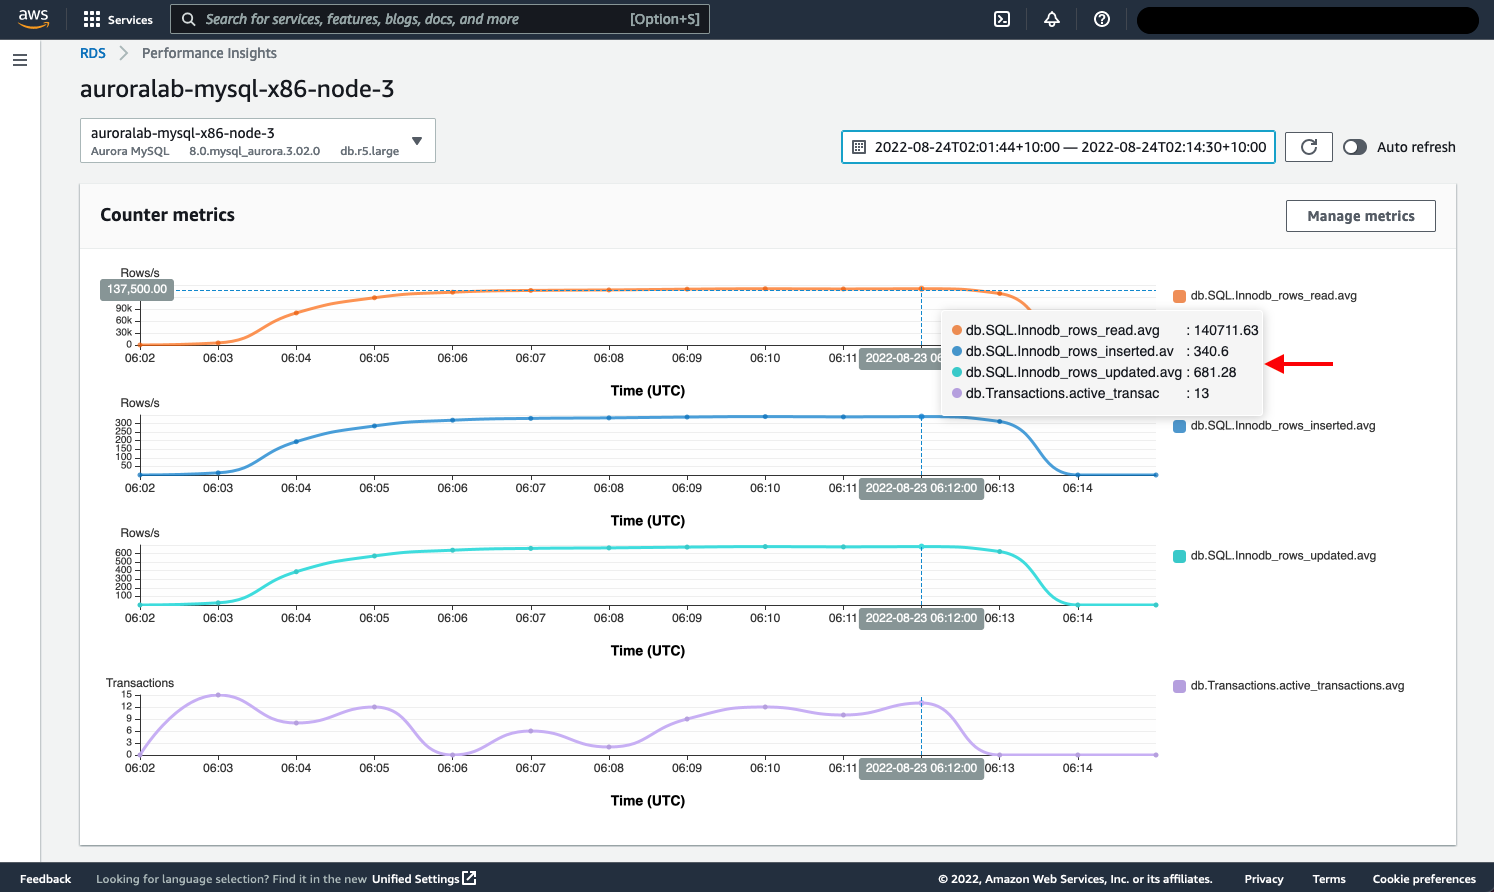 aws Services Search for services, features, blogs, docs, and more [Option+S]
RDS Performance Insights
auroralab-mysql-x86-node-3
auroralab-mysql-x86-node-3
Aurora MySQL 8.0.mysql_aurora.3.02.0 db.r5.large
2022-08-24T02:01:44+10:00 — 2022-08-24T02:14:30+10:00 Auto refresh
Counter metrics Manage metrics
Rows/s
137,500.00
db.SQL.Innodb_rows_read.avg
90k
60k
30k
0
06:02 06:03 06:04 06:05 06:06 06:07 06:08 06:09 06:10 06:11 2022-08-23 06
Time (UTC)
db.SQL.Innodb_rows_read.avg : 140711.63
db.SQL.Innodb_rows_inserted.av : 340.6
db.SQL.Innodb_rows_updated.avg : 681.28
db.Transactions.active_transac : 13
Rows/s
db.SQL.Innodb_rows_inserted.avg
300
250
200
150
100
50
06:02 06:03 06:04 06:05 06:06 06:07 06:08 06:09 06:10 06:11 2022-08-23 06:12:00 06:13 06:14
Time (UTC)
Rows/s
db.SQL.Innodb_rows_updated.avg
600
500
400
300
200
100
06:02 06:03 06:04 06:05 06:06 06:07 06:08 06:09 06:10 06:11 2022-08-23 06:12:00 06:13 06:14
Time (UTC)
Transactions
db.Transactions.active_transactions.avg
15
12
9
6
3
0
06:02 06:03 06:04 06:05 06:06 06:07 06:08 06:09 06:10 06:11 2022-08-23 06:12:00 06:13 06:14
Time (UTC)
Feedback Looking for language selection? Find it in the new Unified Settings © 2022, Amazon Web Services, Inc. or its affiliates. Privacy Terms Cookie preferences